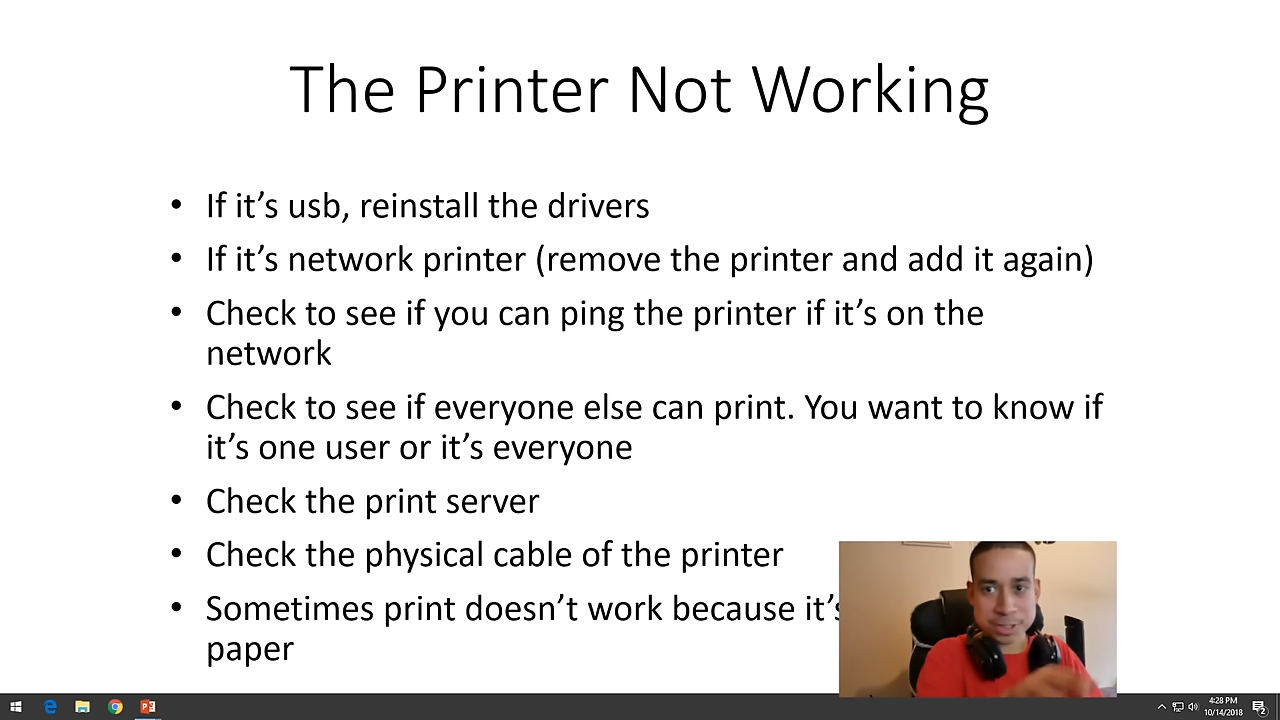 The Printer Not Working
• If it’s usb, reinstall the drivers
• If it’s network printer (remove the printer and add it again)
• Check to see if you can ping the printer if it’s on the
network
• Check to see if everyone else can print. You want to know if
it’s one user or it’s everyone
• Check the print server
• Check the physical cable of the printer
• Sometimes print doesn’t work because it’s
paper
4:28 PM
10/14/2018